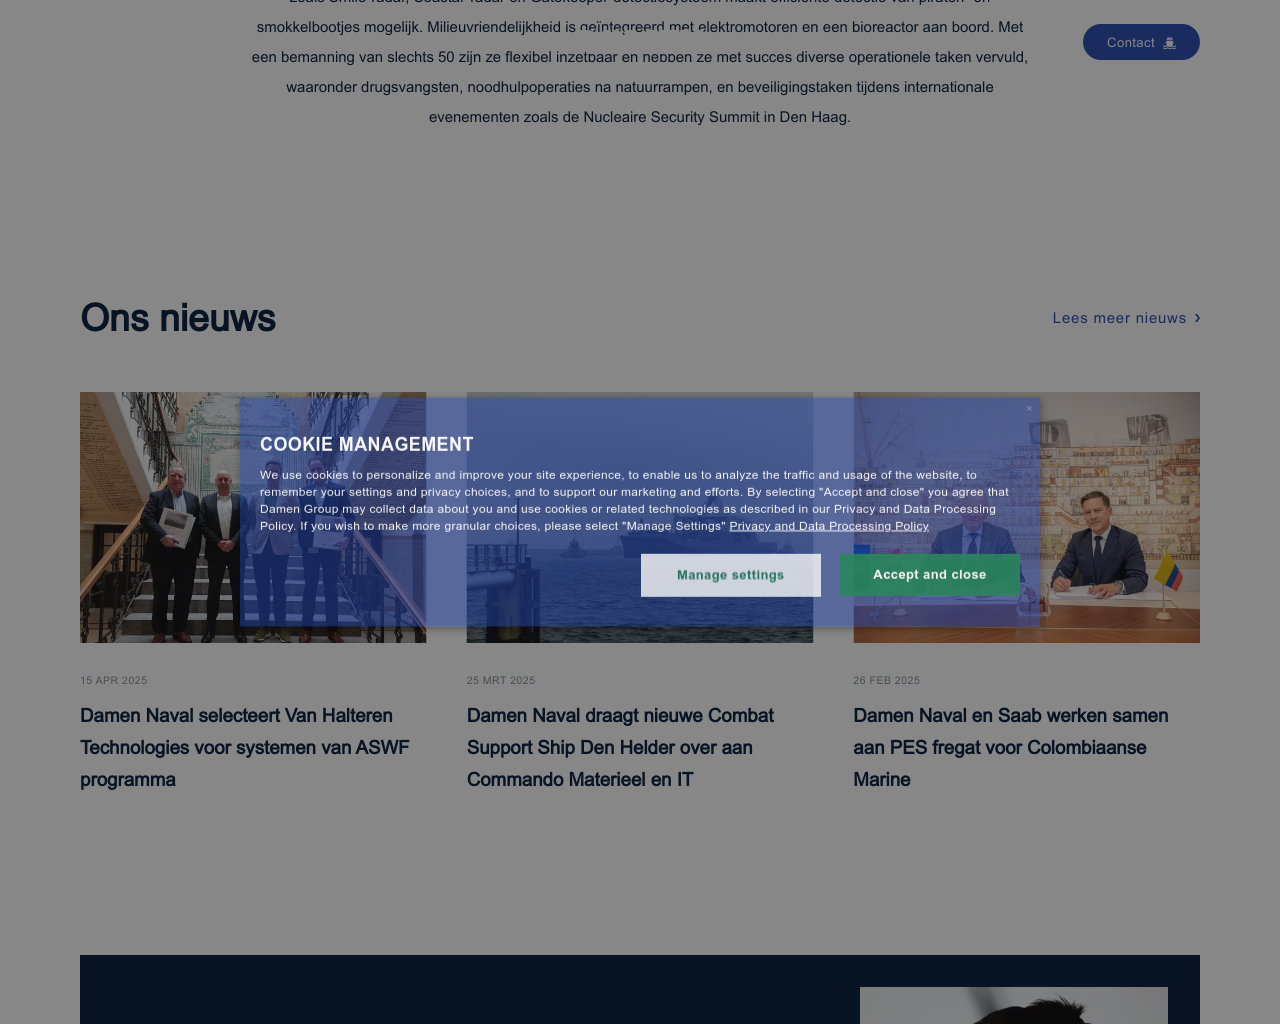 smokkelbootjes mogelijk. Milieuvriendelijkheid is geïntegreerd met elektromotoren en een bioreactor aan boord. Met
Contact
een bemanning van slechts 50 zijn ze flexibel inzetbaar en hebben ze met succes diverse operationele taken vervuld,
waaronder drugsvangsten, noodhulpoperaties na natuurrampen, en beveiligingstaken tijdens internationale
evenementen zoals de Nucleaire Security Summit in Den Haag.
Ons nieuws
Lees meer nieuws ›
×
COOKIE MANAGEMENT
We use cookies to personalize and improve your site experience, to enable us to analyze the traffic and usage of the website, to
remember your settings and privacy choices, and to support our marketing and efforts. By selecting "Accept and close" you agree that
Damen Group may collect data about you and use cookies or related technologies as described in our Privacy and Data Processing
Policy. If you wish to make more granular choices, please select "Manage Settings" Privacy and Data Processing Policy
Manage settings
Accept and close
15 APR 2025
Damen Naval selecteert Van Halteren
Technologies voor systemen van ASWF
programma
25 MRT 2025
Damen Naval draagt nieuwe Combat
Support Ship Den Helder over aan
Commando Materieel en IT
26 FEB 2025
Damen Naval en Saab werken samen
aan PES fregat voor Colombiaanse
Marine